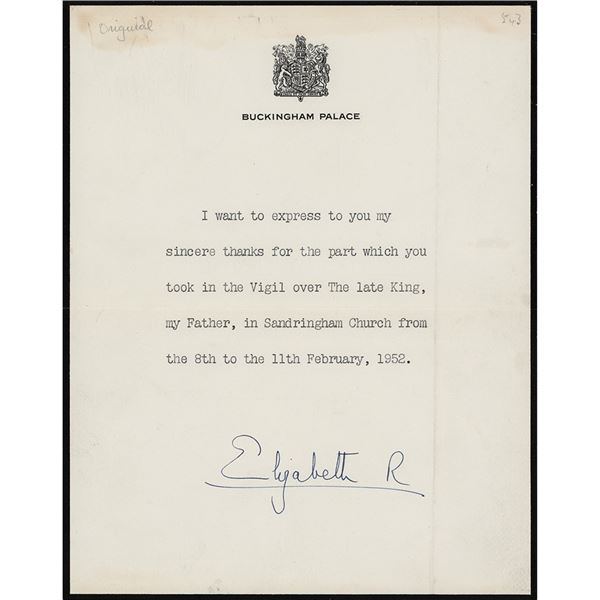 Original
543
BUCKINGHAM PALACE
I want to express to you my
sincere thanks for the part which you
took in the Vigil over The late King,
my Father, in Sandringham Church from
the 8th to the 11th February, 1952.
Elizabeth R